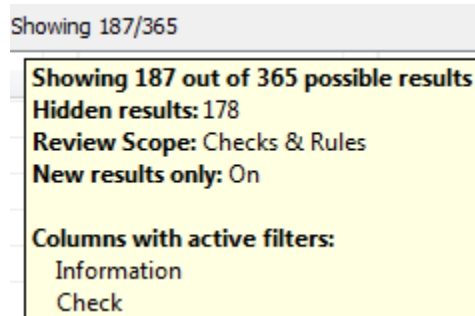 Showing 187/365
Showing 187 out of 365 possible results
Hidden results: 178
Review Scope: Checks & Rules
New results only: On
Columns with active filters:
Information
Check